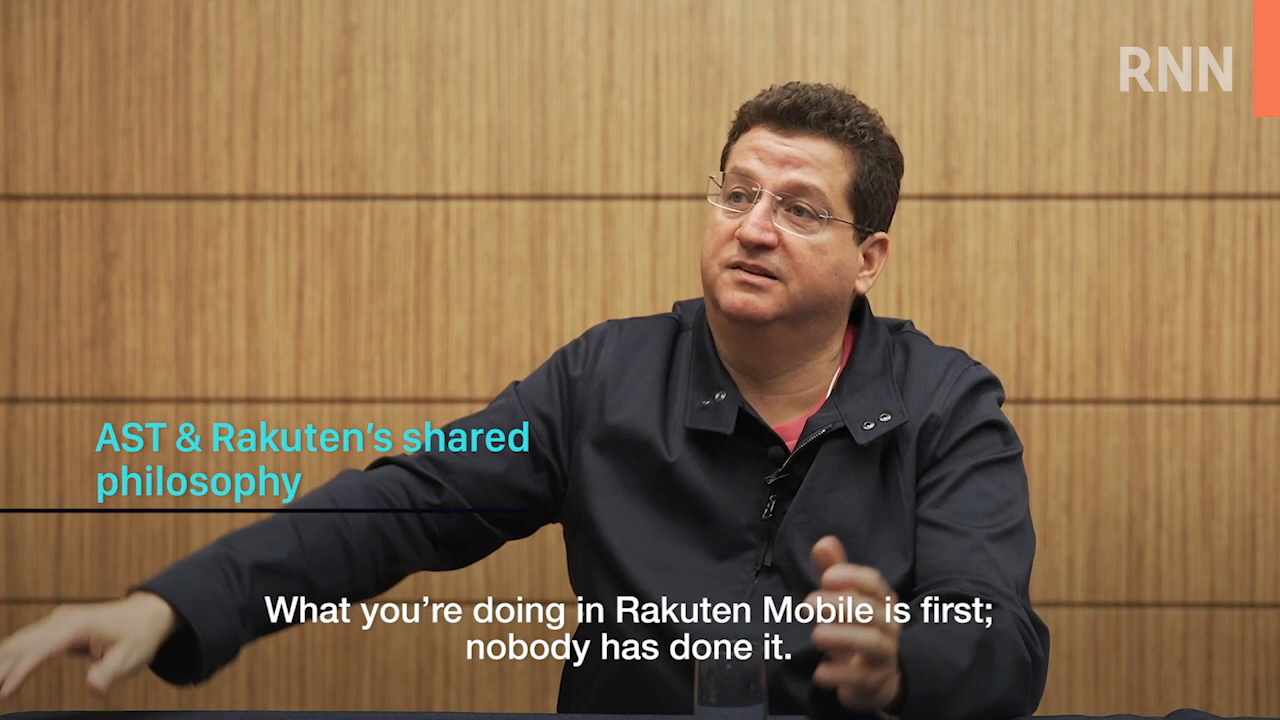 RNN
AST & Rakuten’s shared
philosophy
What you’re doing in Rakuten Mobile is first;
nobody has done it.